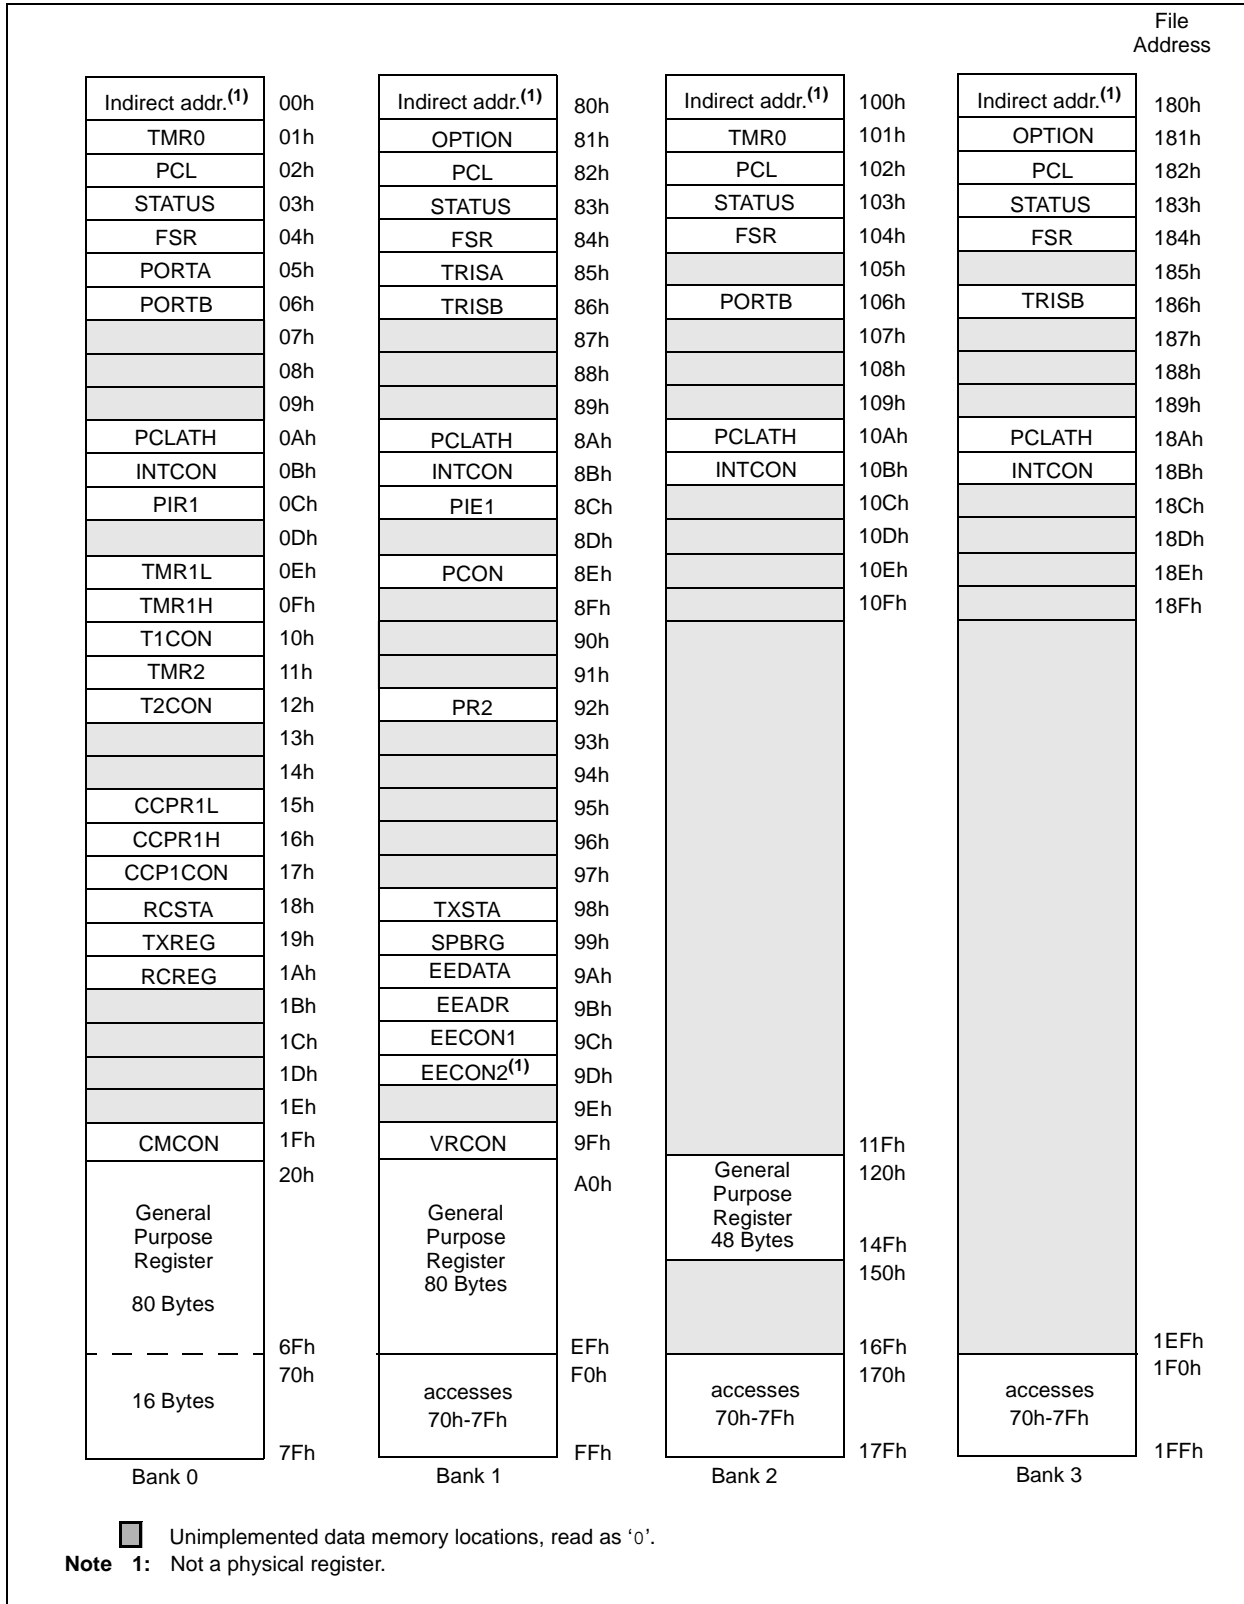 File
Address
Indirect addr.(1) 00h Indirect addr.(1) 80h Indirect addr.(1) 100h Indirect addr.(1) 180h
TMR0 01h OPTION 81h TMR0 101h OPTION 181h
PCL 02h PCL 82h PCL 102h PCL 182h
STATUS 03h STATUS 83h STATUS 103h STATUS 183h
FSR 04h FSR 84h FSR 104h FSR 184h
PORTA 05h TRISA 85h 105h 185h
PORTB 06h TRISB 86h PORTB 106h TRISB 186h
07h 87h 107h 187h
08h 88h 108h 188h
09h 89h 109h 189h
PCLATH 0Ah PCLATH 8Ah PCLATH 10Ah PCLATH 18Ah
INTCON 0Bh INTCON 8Bh INTCON 10Bh INTCON 18Bh
PIR1 0Ch PIE1 8Ch 10Ch 18Ch
0Dh 8Dh 10Dh 18Dh
TMR1L 0Eh PCON 8Eh 10Eh 18Eh
TMR1H 0Fh 8Fh 10Fh 18Fh
T1CON 10h 90h
TMR2 11h 91h
T2CON 12h PR2 92h
13h 93h
14h 94h
CCPR1L 15h 95h
CCPR1H 16h 96h
CCP1CON 17h 97h
RCSTA 18h TXSTA 98h
TXREG 19h SPBRG 99h
RCREG 1Ah EEDATA 9Ah
1Bh EEADR 9Bh
1Ch EECON1 9Ch
1Dh EECON2(1) 9Dh
1Eh 9Eh
CMCON 1Fh VRCON 9Fh 11Fh
20h A0h General 120h
Purpose
General General Register
Purpose Purpose 48 Bytes 14Fh
Register Register 150h
80 Bytes 80 Bytes
6Fh EFh 16Fh 1EFh
70h F0h 170h 1F0h
16 Bytes accesses accesses accesses
70h-7Fh 70h-7Fh 70h-7Fh
7Fh FFh 17Fh 1FFh
Bank 0 Bank 1 Bank 2 Bank 3
Unimplemented data memory locations, read as ‘0’.
Note 1: Not a physical register.